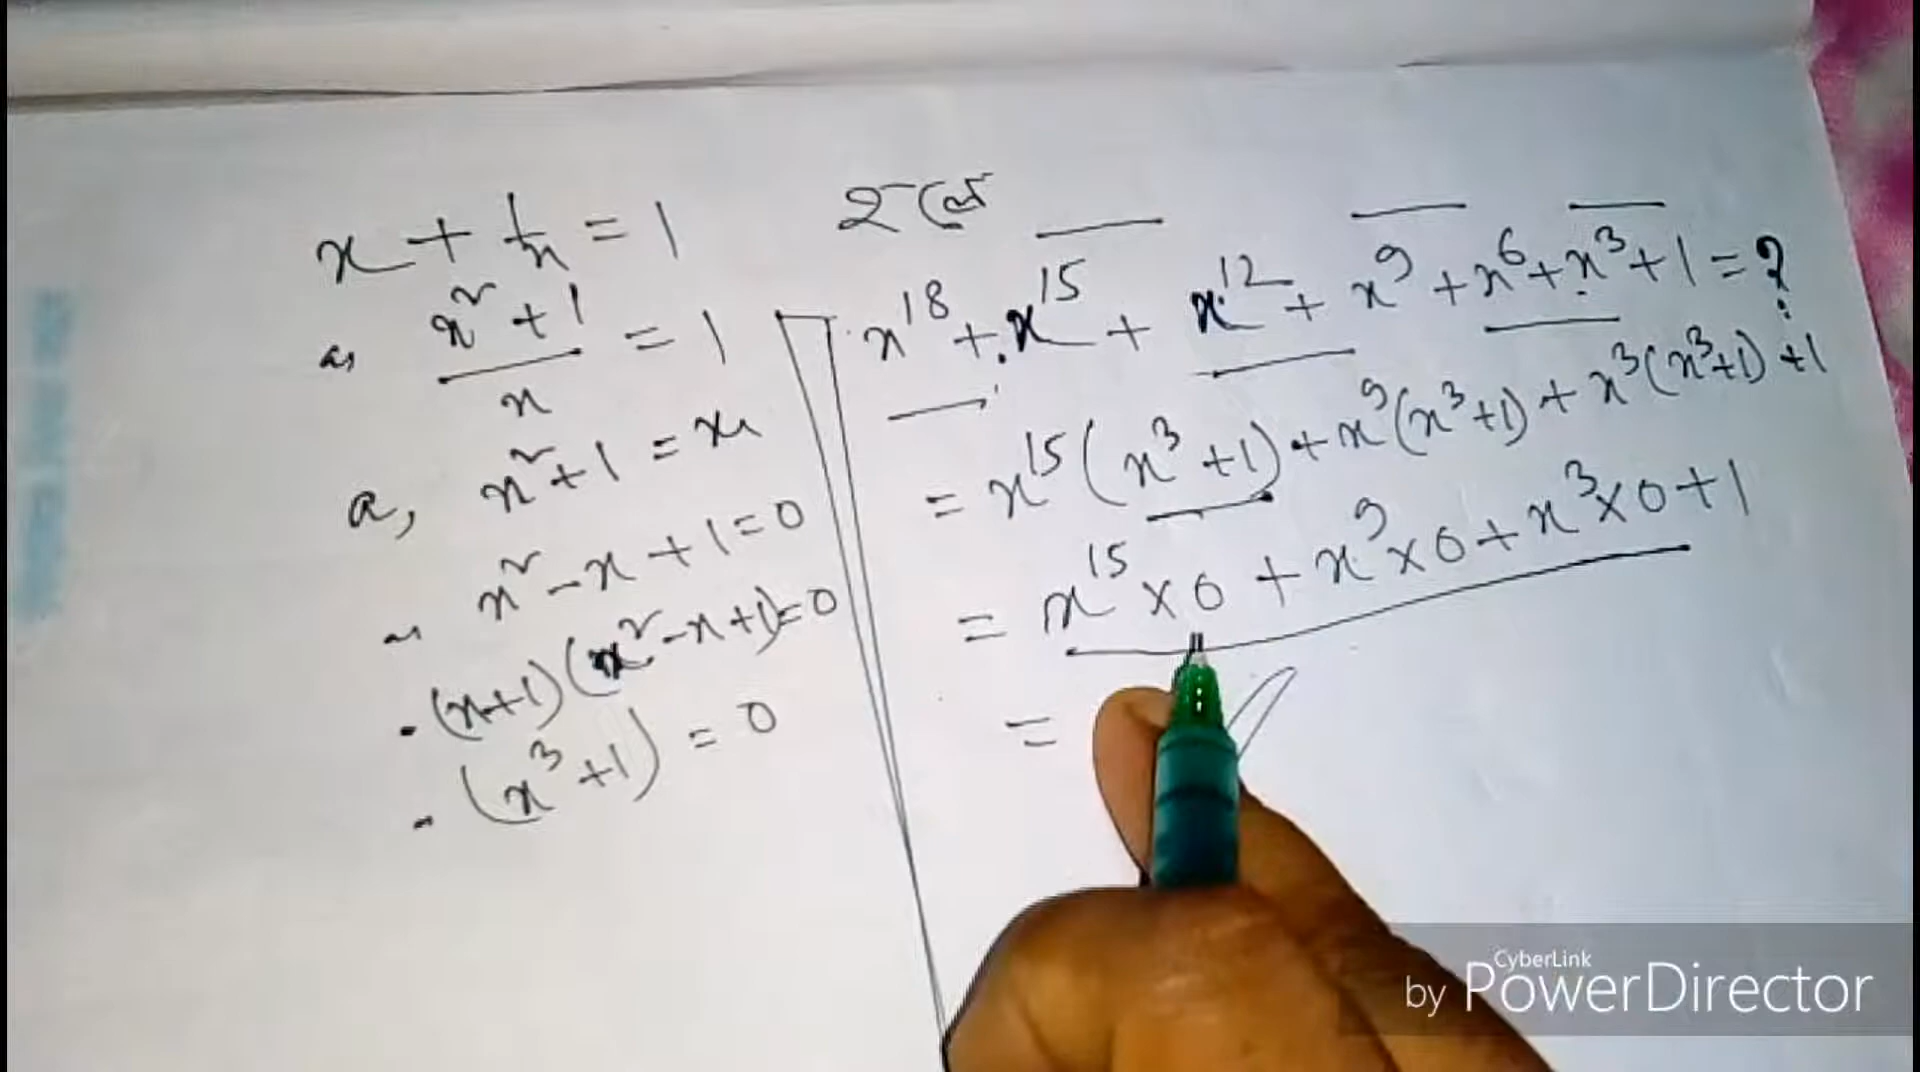 x + 1/x = 1 হলে
x¹⁸ + x¹⁵ + x¹² + x⁹ + x⁶ + x³ + 1 = ?
বা, x² + 1 / x = 1
বা, x² + 1 = x
x² - x + 1 = 0
(x+1)(x² - x + 1) = 0
(x³ + 1) = 0
= x¹⁵(x³ + 1) + x⁹(x³ + 1) + x³(x³ + 1) + 1
= x¹⁵ × 0 + x⁹ × 0 + x³ × 0 + 1
=
CyberLink
by PowerDirector